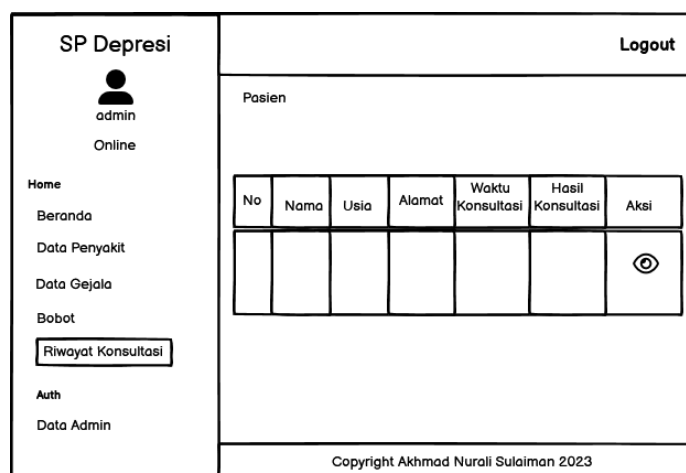 SP Depresi
admin
Online
Home
Beranda
Data Penyakit
Data Gejala
Bobot
Riwayat Konsultasi
Auth
Data Admin
Logout
Pasien
No
Nama
Usia
Alamat
Waktu
Konsultasi
Hasil
Konsultasi
Aksi
Copyright Akhmad Nurali Sulaiman 2023